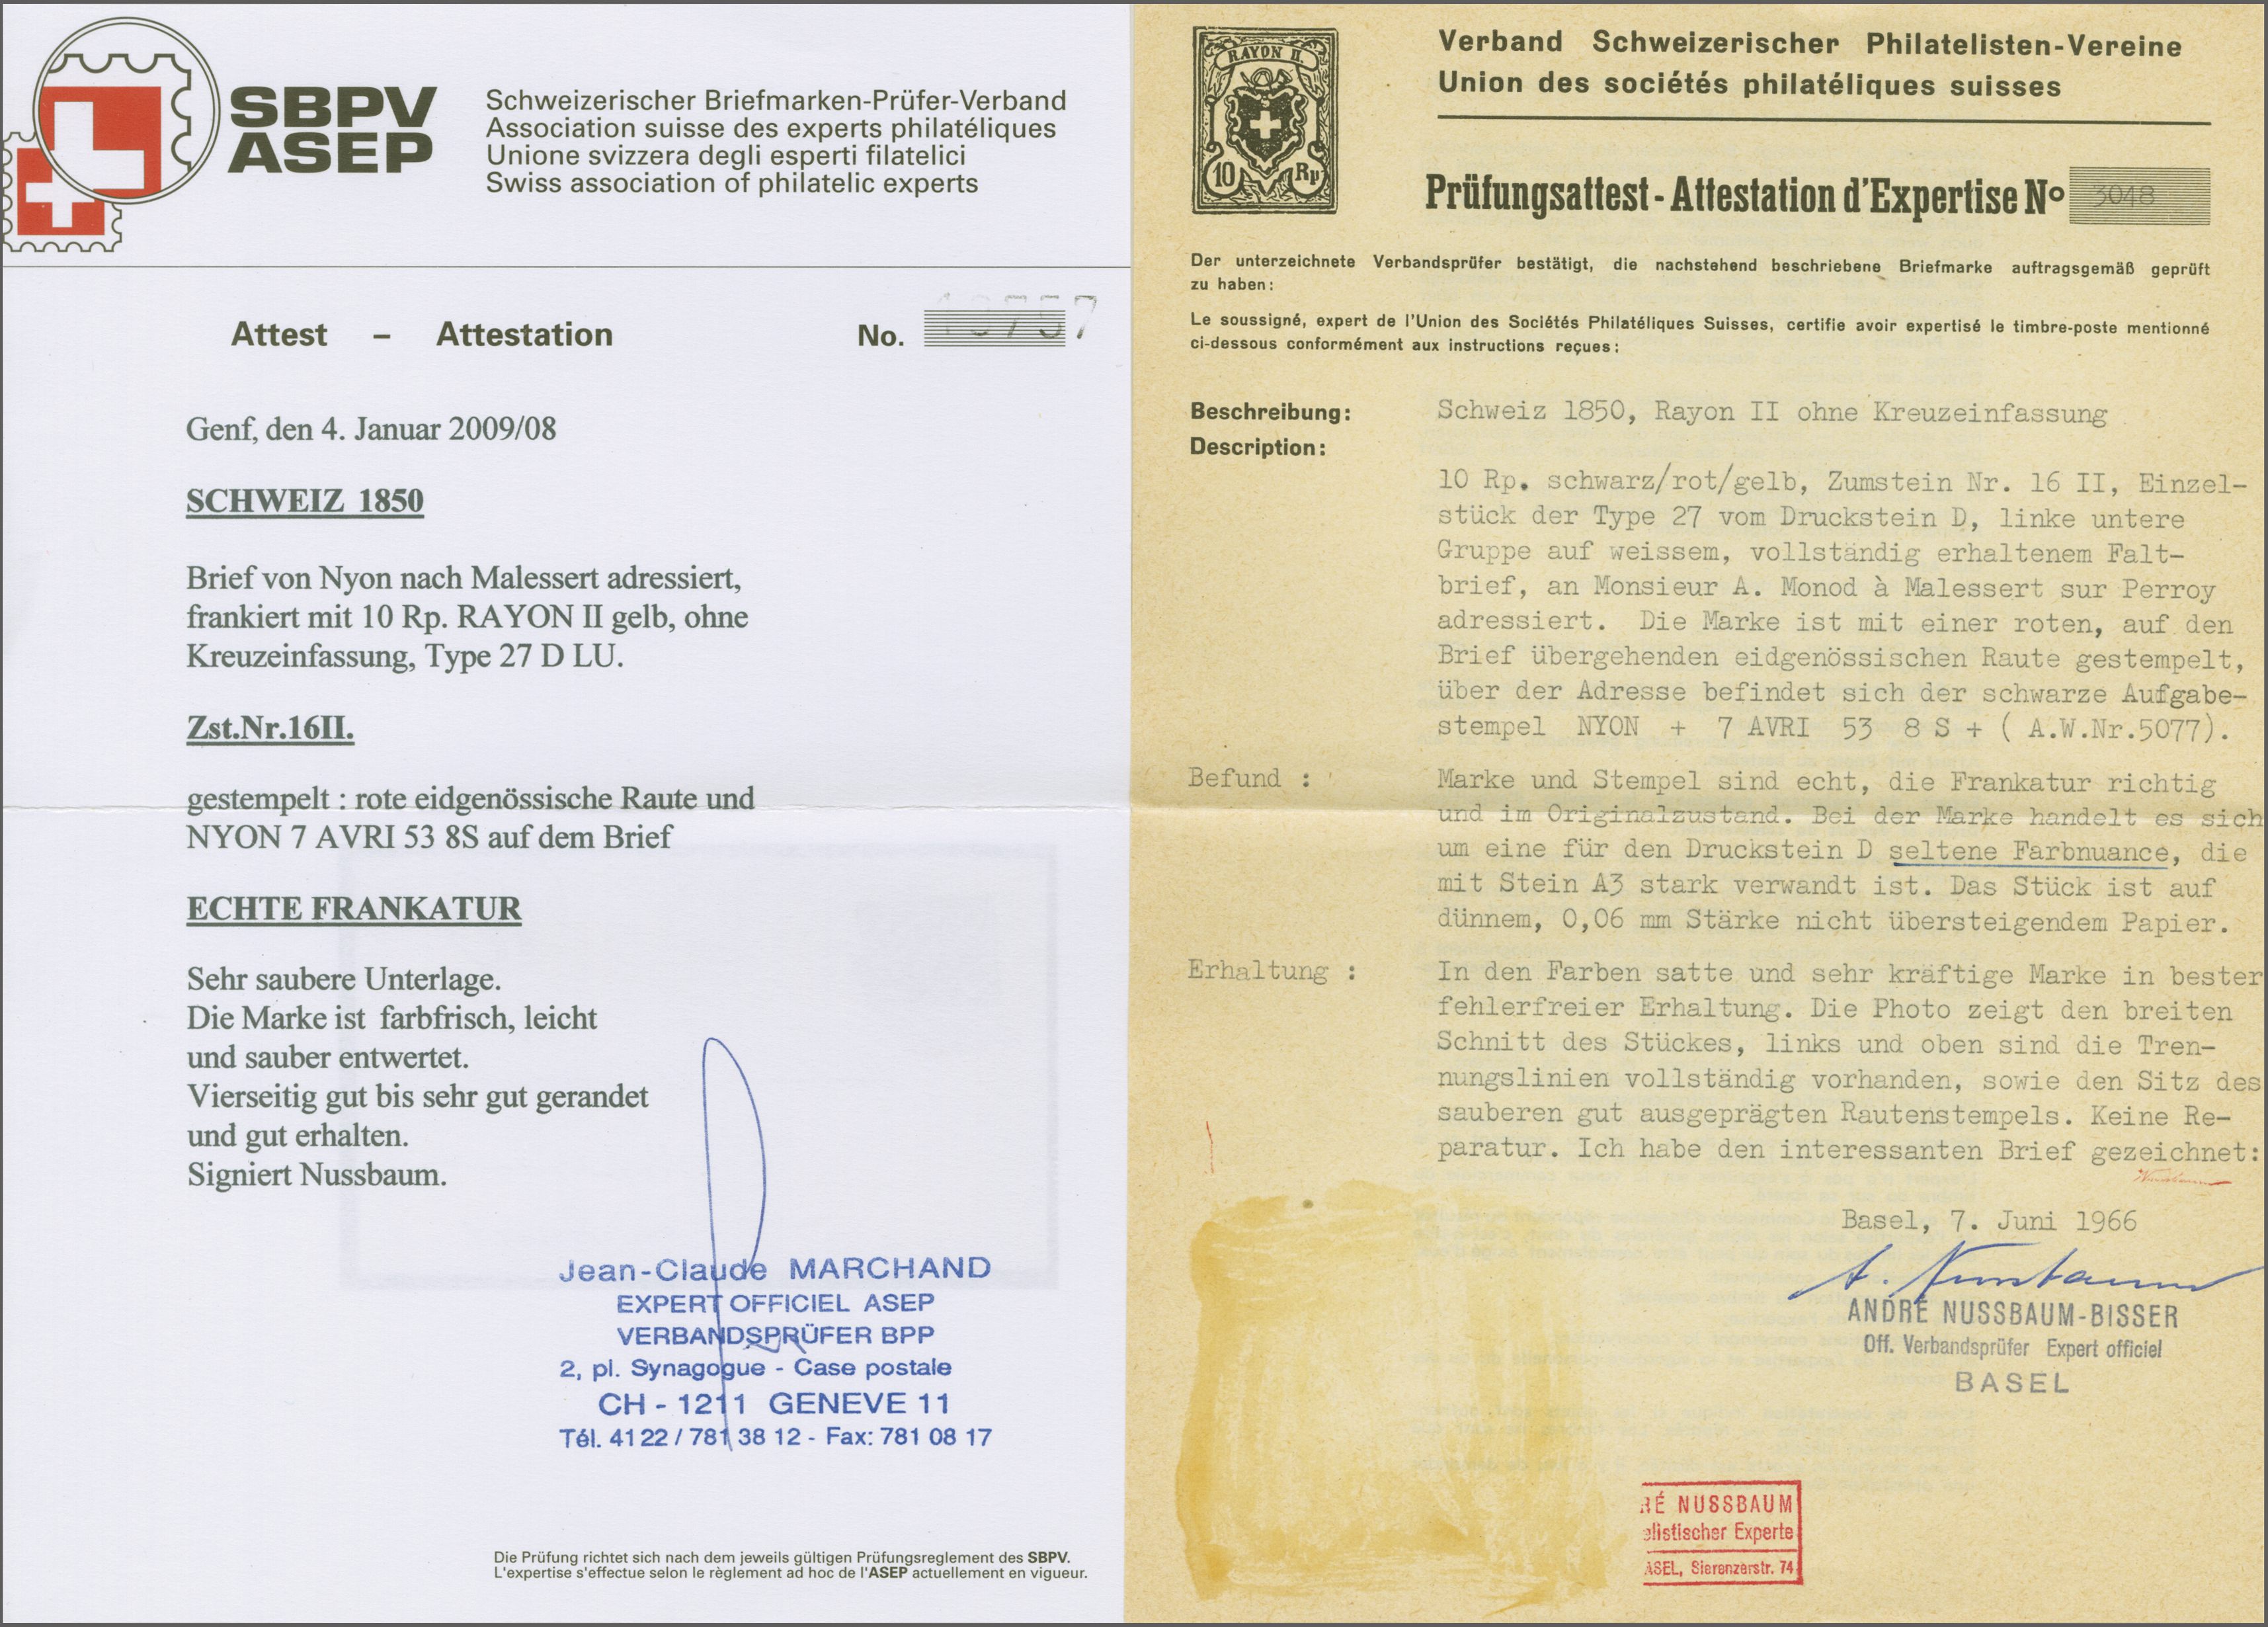 SBPV
ASEP
Schweizerischer Briefmarken-Prüfer-Verband
Association suisse des experts philatéliques
Unione svizzera degli esperti filatelici
Swiss association of philatelic experts
Attest – Attestation No.
Genf, den 4. Januar 2009/08
SCHWEIZ 1850
Brief von Nyon nach Malessert adressiert,
frankiert mit 10 Rp. RAYON II gelb, ohne
Kreuzeinfassung, Type 27 D LU.
Zst.Nr.16II.
gestempelt : rote eidgenössische Raute und
NYON 7 AVRI 53 8S auf dem Brief
ECHTE FRANKATUR
Sehr saubere Unterlage.
Die Marke ist farbfrisch, leicht
und sauber entwertet.
Vierseitig gut bis sehr gut gerandet
und gut erhalten.
Signiert Nussbaum.
Jean-Claude MARCHAND
EXPERT OFFICIEL ASEP
VERBANDSPRÜFER BPP
2, pl. Synagogue - Case postale
CH - 1211 GENEVE 11
Tél. 41 22 / 781 38 12 - Fax: 781 08 17
Die Prüfung richtet sich nach dem jeweils gültigen Prüfungsreglement des SBPV.
L'expertise s'effectue selon le règlement ad hoc de l'ASEP actuellement en vigueur.
RAYON II.
10 Rp
Verband Schweizerischer Philatelisten-Vereine
Union des sociétés philatéliques suisses
Prüfungsattest - Attestation d'Expertise No 3048
Der unterzeichnete Verbandsprüfer bestätigt, die nachstehend beschriebene Briefmarke auftragsgemäß geprüft
zu haben:
Le soussigné, expert de l'Union des Sociétés Philatéliques Suisses, certifie avoir expertisé le timbre-poste mentionné
ci-dessous conformément aux instructions reçues:
Beschreibung: Schweiz 1850, Rayon II ohne Kreuzeinfassung
Description:
10 Rp. schwarz/rot/gelb, Zumstein Nr. 16 II, Einzel-
stück der Type 27 vom Druckstein D, linke untere
Gruppe auf weissem, vollständig erhaltenem Falt-
brief, an Monsieur A. Monod à Malessert sur Perroy
adressiert. Die Marke ist mit einer roten, auf den
Brief übergehenden eidgenössischen Raute gestempelt,
über der Adresse befindet sich der schwarze Aufgabe-
stempel NYON + 7 AVRI 53 8 S + ( A.W.Nr.5077).
Befund : Marke und Stempel sind echt, die Frankatur richtig
und im Originalzustand. Bei der Marke handelt es sich
um eine für den Druckstein D seltene Farbnuance, die
mit Stein A3 stark verwandt ist. Das Stück ist auf
dünnem, 0,06 mm Stärke nicht übersteigendem Papier.
Erhaltung : In den Farben satte und sehr kräftige Marke in bester
fehlerfreier Erhaltung. Die Photo zeigt den breiten
Schnitt des Stückes, links und oben sind die Tren-
nungslinien vollständig vorhanden, sowie den Sitz des
sauberen gut ausgeprägten Rautenstempels. Keine Re-
paratur. Ich habe den interessanten Brief gezeichnet:
Nussbaum
Basel, 7. Juni 1966
A. Nussbaum
ANDRÉ NUSSBAUM-BISSER
Off. Verbandsprüfer Expert officiel
BASEL
RÉ NUSSBAUM
elistischer Experte
ASEL, Sierenzerstr. 74